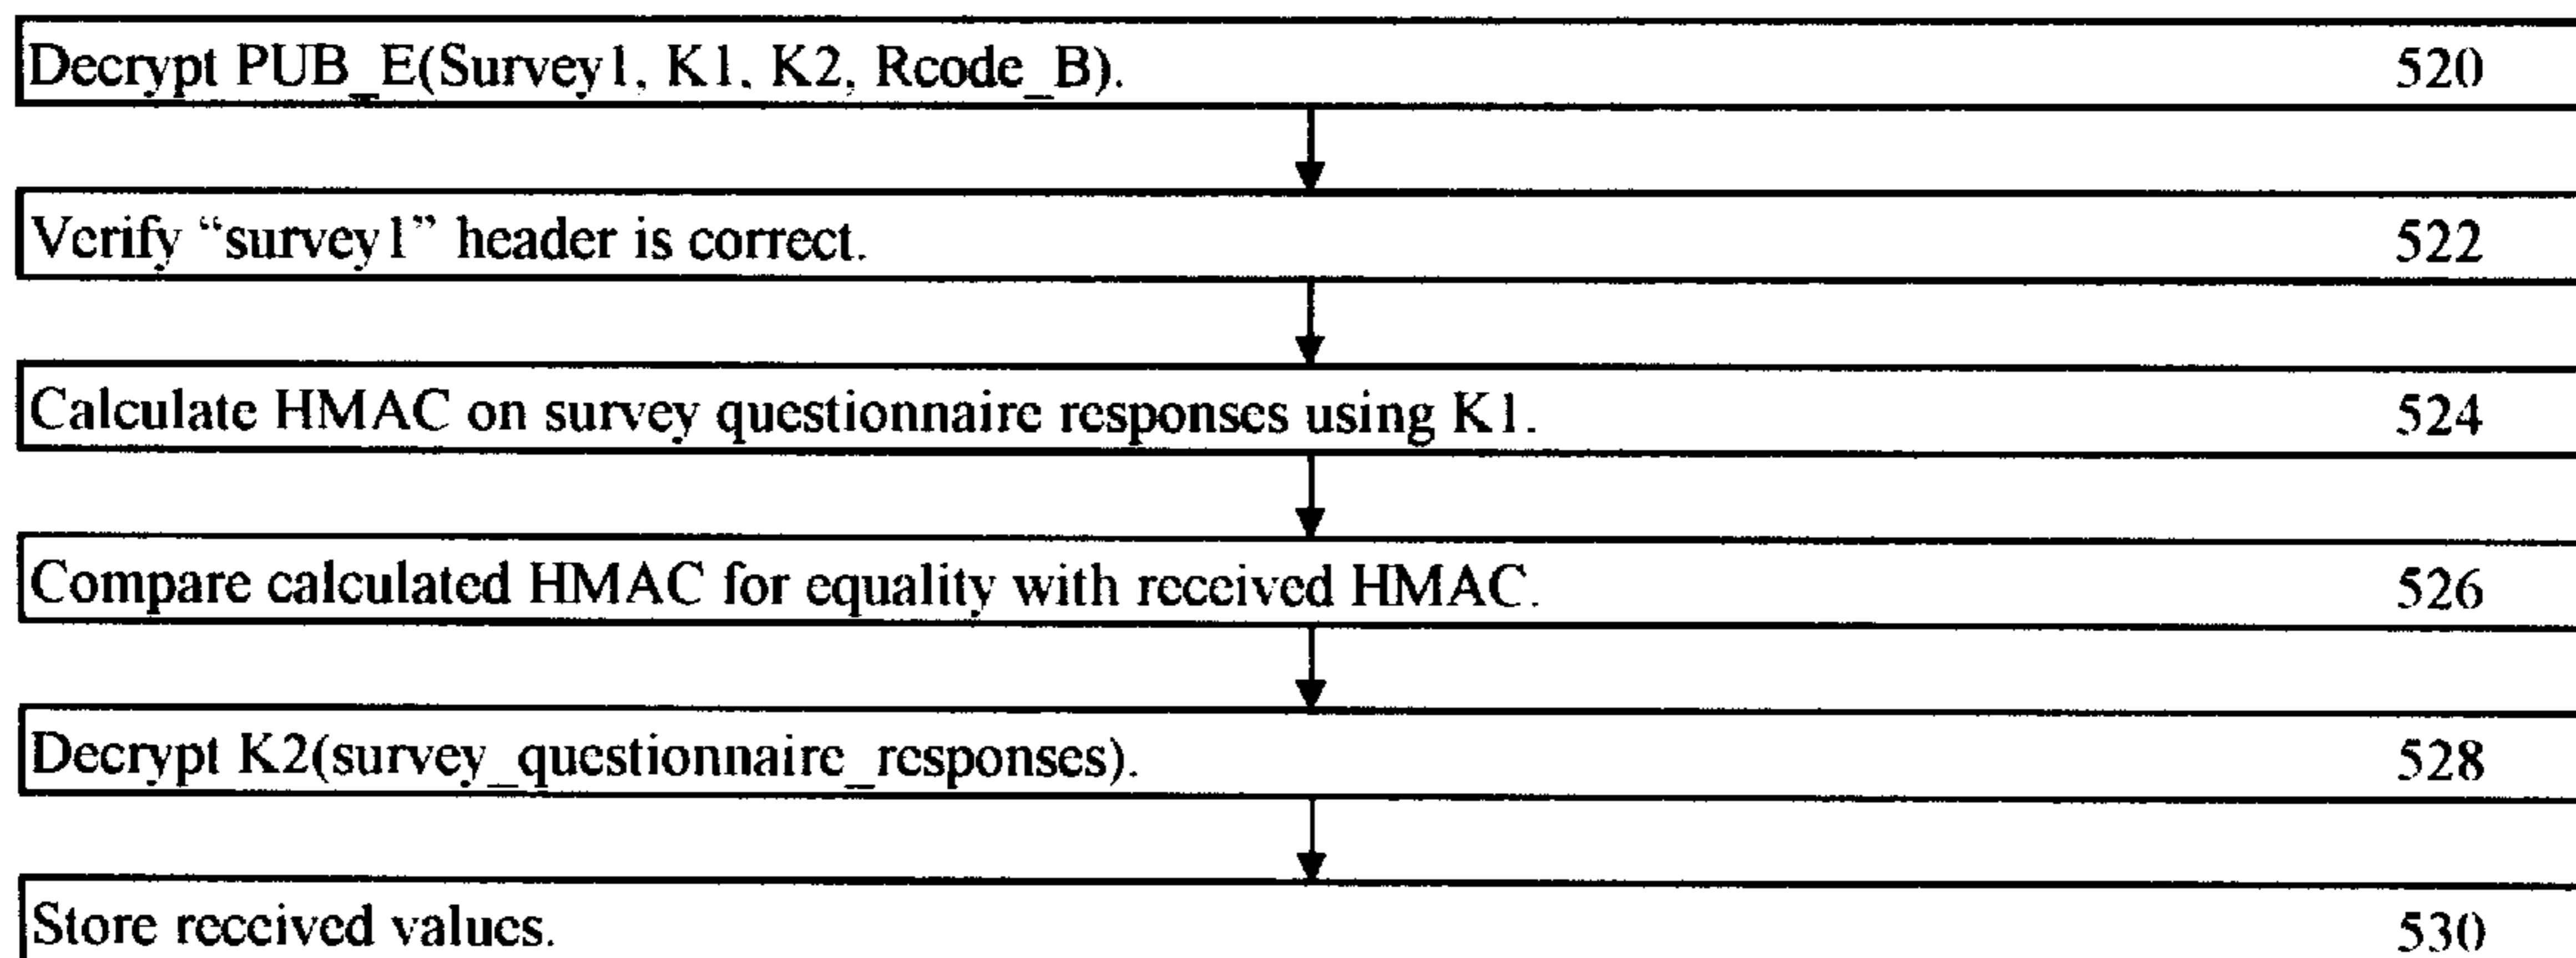 Decrypt PUB_E(Survey1, K1, K2, Rcode_B). 520
Verify “survey1” header is correct. 522
Calculate HMAC on survey questionnaire responses using K1. 524
Compare calculated HMAC for equality with received HMAC. 526
Decrypt K2(survey_questionnaire_responses). 528
Store received values. 530